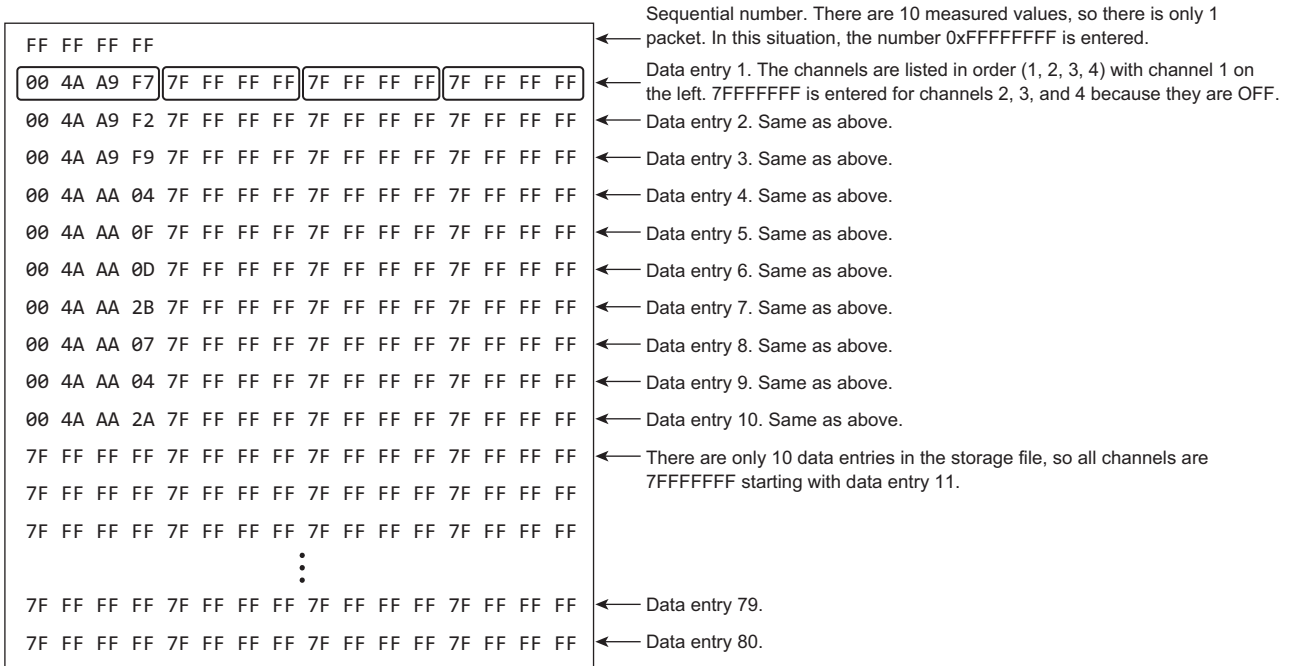 Sequential number. There are 10 measured values, so there is only 1
packet. In this situation, the number 0xFFFFFFFF is entered.
FF FF FF FF
Data entry 1. The channels are listed in order (1, 2, 3, 4) with channel 1 on
the left. 7FFFFFFF is entered for channels 2, 3, and 4 because they are OFF.
00 4A A9 F7 7F FF FF FF 7F FF FF FF 7F FF FF FF
00 4A A9 F2 7F FF FF FF 7F FF FF FF 7F FF FF FF
Data entry 2. Same as above.
00 4A A9 F9 7F FF FF FF 7F FF FF FF 7F FF FF FF
Data entry 3. Same as above.
00 4A AA 04 7F FF FF FF 7F FF FF FF 7F FF FF FF
Data entry 4. Same as above.
00 4A AA 0F 7F FF FF FF 7F FF FF FF 7F FF FF FF
Data entry 5. Same as above.
00 4A AA 0D 7F FF FF FF 7F FF FF FF 7F FF FF FF
Data entry 6. Same as above.
00 4A AA 2B 7F FF FF FF 7F FF FF FF 7F FF FF FF
Data entry 7. Same as above.
00 4A AA 07 7F FF FF FF 7F FF FF FF 7F FF FF FF
Data entry 8. Same as above.
00 4A AA 04 7F FF FF FF 7F FF FF FF 7F FF FF FF
Data entry 9. Same as above.
00 4A AA 2A 7F FF FF FF 7F FF FF FF 7F FF FF FF
Data entry 10. Same as above.
7F FF FF FF 7F FF FF FF 7F FF FF FF 7F FF FF FF
There are only 10 data entries in the storage file, so all channels are
7FFFFFFF starting with data entry 11.
7F FF FF FF 7F FF FF FF 7F FF FF FF 7F FF FF FF
7F FF FF FF 7F FF FF FF 7F FF FF FF 7F FF FF FF
7F FF FF FF 7F FF FF FF 7F FF FF FF 7F FF FF FF
Data entry 79.
7F FF FF FF 7F FF FF FF 7F FF FF FF 7F FF FF FF
Data entry 80.